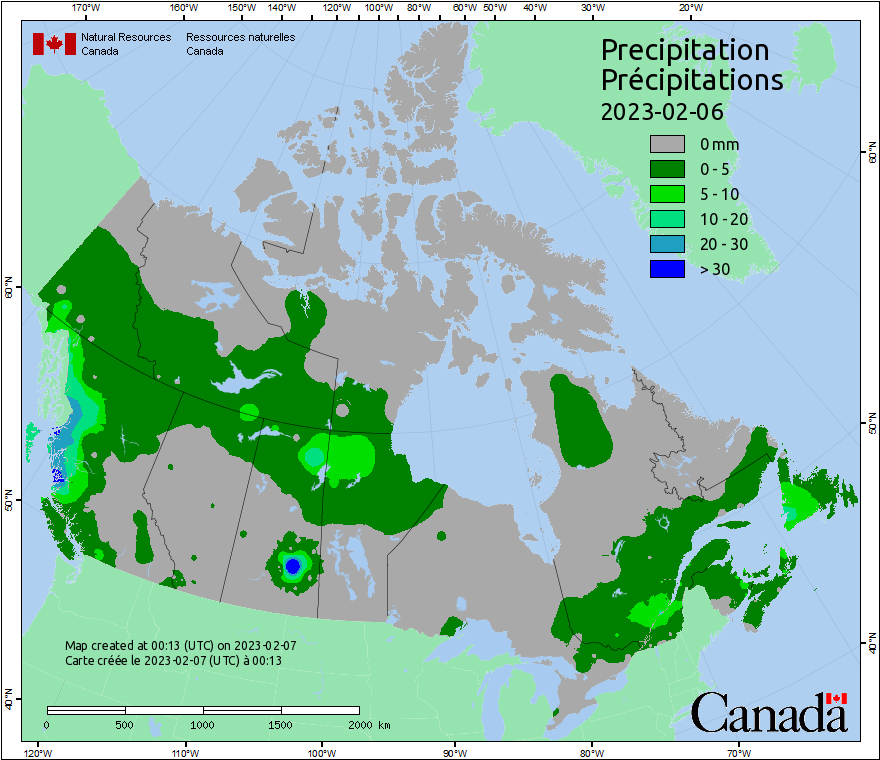 170°W 160°W 150°W 140°W 120°W 100°W 80°W 60°W 50°W 40°W 30°W 20°W
Natural Resources Canada
Ressources naturelles Canada
Precipitation
Précipitations
2023-02-06
0 mm
0 - 5
5 - 10
10 - 20
20 - 30
> 30
60°N
50°N
40°N
60°N
50°N
40°N
Map created at 00:13 (UTC) on 2023-02-07
Carte créée le 2023-02-07 (UTC) à 00:13
0 500 1000 1500 2000 km
Canada
120°W 110°W 100°W 90°W 80°W 70°W